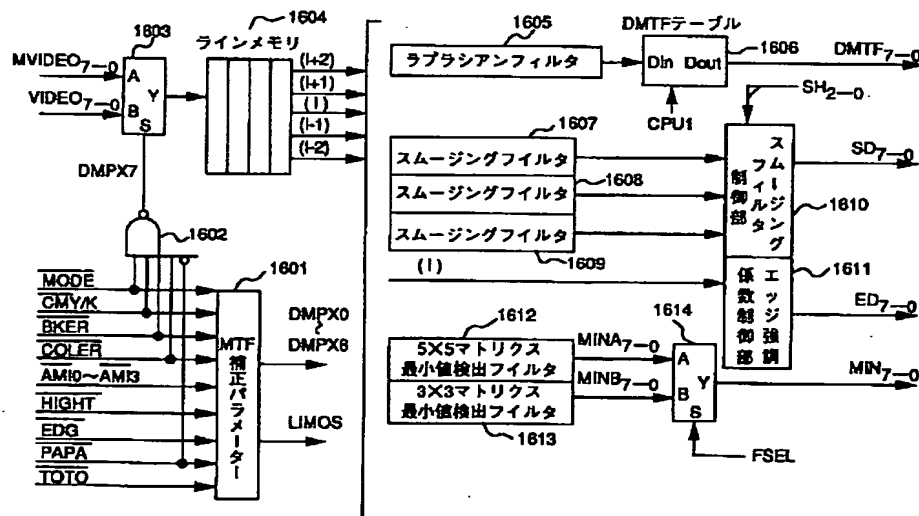 1603
MVIDEO7-0
VIDEO7-0
A
B
Y
S
DMPX7
1604
ラインメモリ
(I+2)
(I+1)
(I)
(I-1)
(I-2)
1602
MODE
CMY/K
BKER
COLER
AMI0~AMI3
HIGHT
EDG
PAPA
TOTO
1601
MTF補正パラメーター
DMPX0
~
DMPX6
LIMOS
1605
ラプラシアンフィルタ
DMTFテーブル
Din Dout
1606
DMTF7-0
CPU1
SH2-0
1607
スムージングフイルタ
スムージングフイルタ
1608
スムージングフイルタ
1609
スムージング
フィルタ
制御部
1610
SD7-0
(I)
エッジ強調
係数制御部
1611
ED7-0
1612
5×5マトリクス
最小値検出フイルタ
3×3マトリクス
最小値検出フイルタ
1613
MINA7-0
MINB7-0
1614
A
B
Y
S
MIN7-0
FSEL